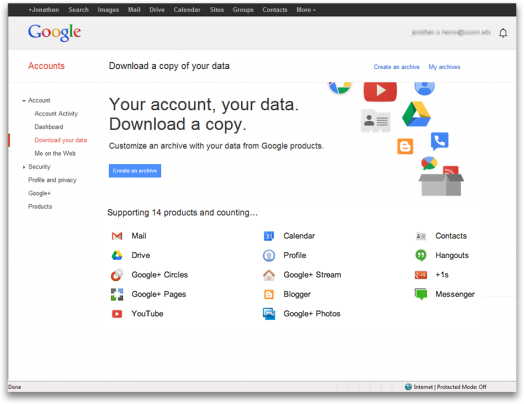 +Jonathan Search Images Mail Drive Calendar Sites Groups Contacts More
Google
Accounts
Download a copy of your data
Create an archive
My archives
Account
Account Activity
Dashboard
Download your data
Me on the Web
Security
Profile and privacy
Google+
Products
Your account, your data.
Download a copy.
Customize an archive with your data from Google products.
Create an archive
Supporting 14 products and counting…
Mail
31
Calendar
Contacts
Drive
Profile
Hangouts
Google+ Circles
Google+ Stream
+1s
Google+ Pages
Blogger
Messenger
YouTube
Google+ Photos
Done
Internet | Protected Mode: Off